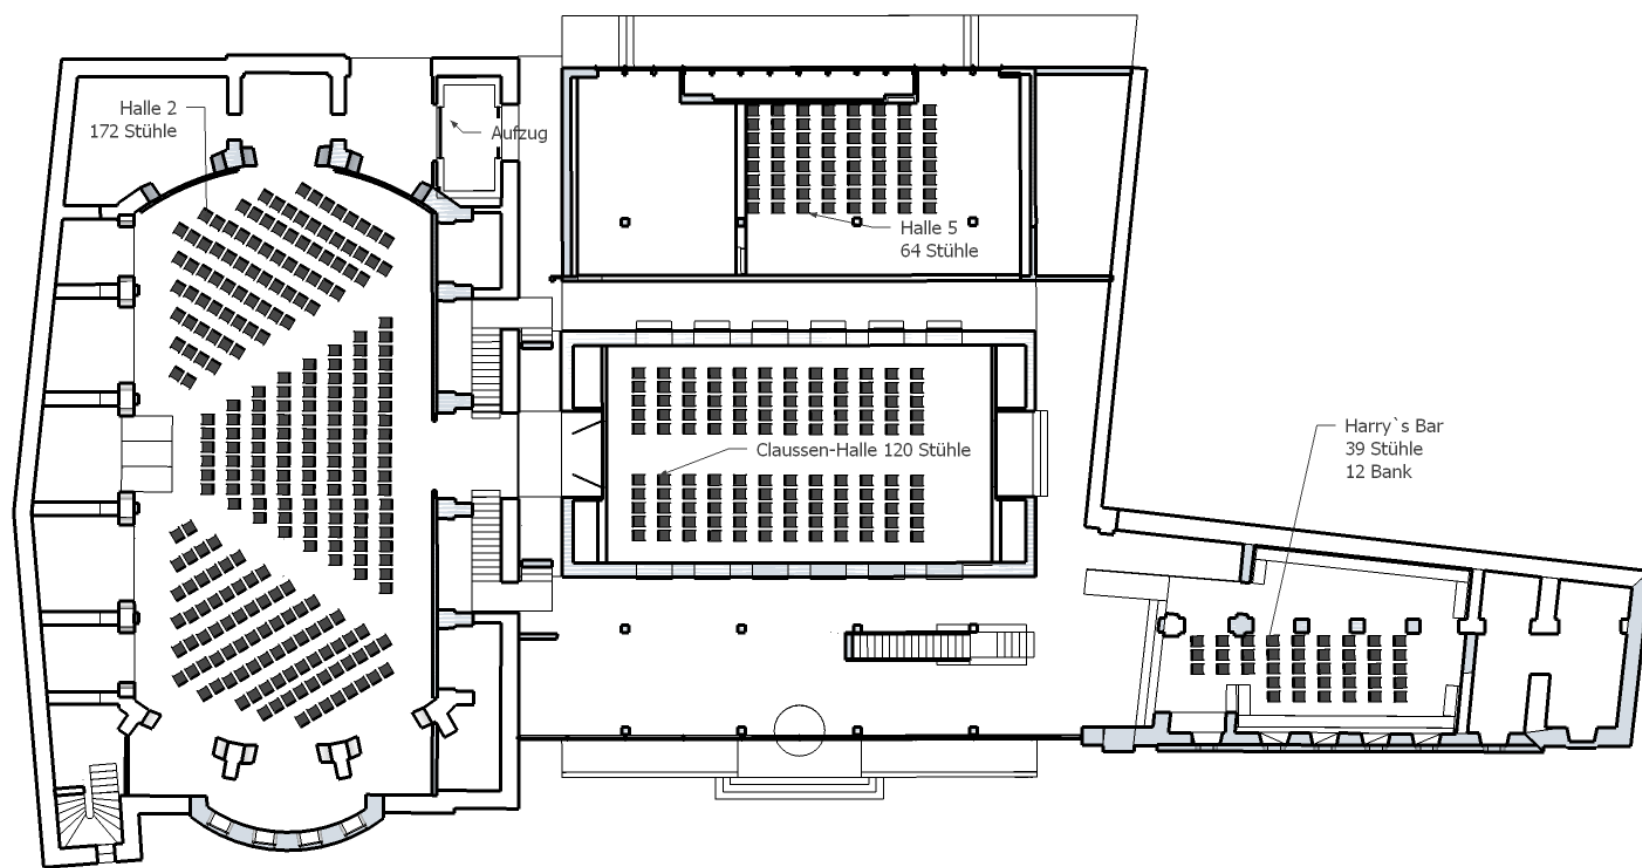 Halle 2
172 Stühle
Aufzug
Halle 5
64 Stühle
Claussen-Halle 120 Stühle
Harry`s Bar
39 Stühle
12 Bank